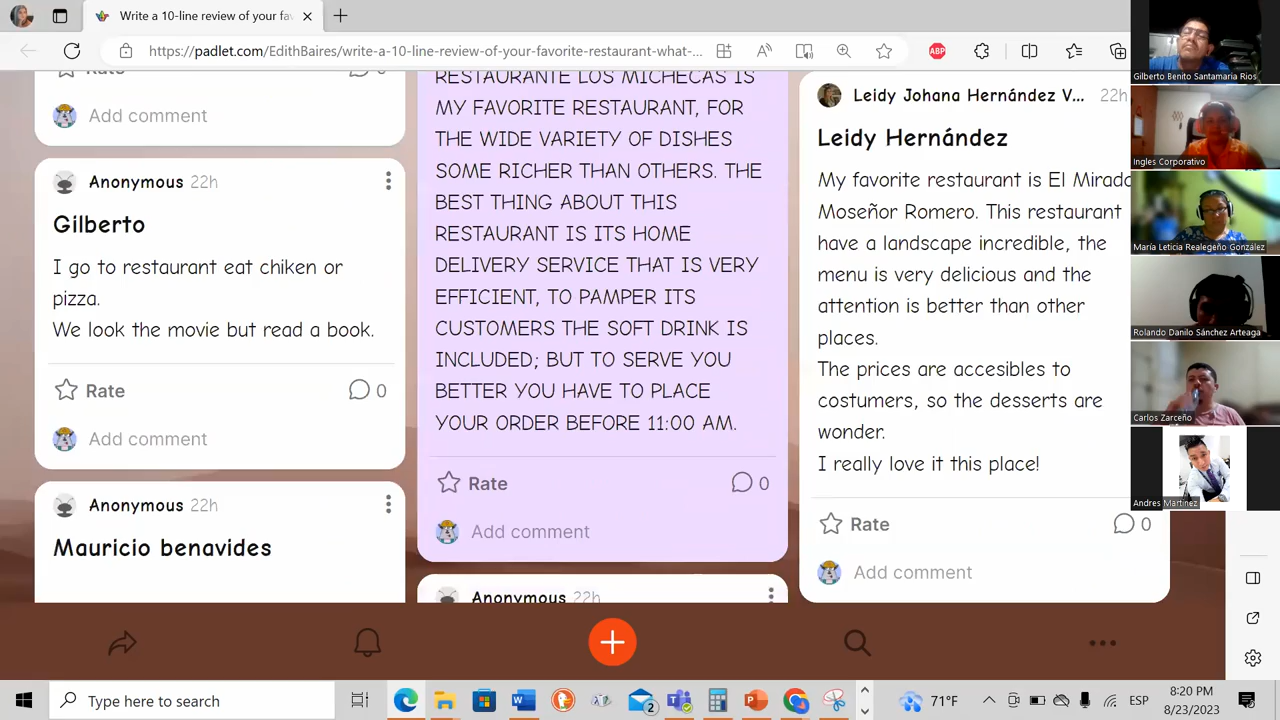 Write a 10-line review of your fav
https://padlet.com/EdithBaires/write-a-10-line-review-of-your-favorite-restaurant-what-...
ABP
Rate
0
Add comment
Anonymous 22h
Gilberto
I go to restaurant eat chiken or
pizza.
We look the movie but read a book.
Rate
0
Add comment
Anonymous 22h
Mauricio benavides
RESTAURANTE LOS MICHECAS IS
MY FAVORITE RESTAURANT, FOR
THE WIDE VARIETY OF DISHES
SOME RICHER THAN OTHERS. THE
BEST THING ABOUT THIS
RESTAURANT IS ITS HOME
DELIVERY SERVICE THAT IS VERY
EFFICIENT, TO PAMPER ITS
CUSTOMERS THE SOFT DRINK IS
INCLUDED; BUT TO SERVE YOU
BETTER YOU HAVE TO PLACE
YOUR ORDER BEFORE 11:00 AM.
Rate
0
Add comment
Anonymous 22h
Leidy Johana Hernández V... 22h
Leidy Hernández
My favorite restaurant is El Mirado
Moseñor Romero. This restaurant
have a landscape incredible, the
menu is very delicious and the
attention is better than other
places.
The prices are accesibles to
costumers, so the desserts are
wonder.
I really love it this place!
Rate
0
Add comment
Gilberto Benito Santamaria Rios
Ingles Corporativo
María Leticia Realegeño González
Rolando Danilo Sánchez Arteaga
Carlos Zarceño
Andres Martínez
Type here to search
2
71°F
ESP
8:20 PM
8/23/2023